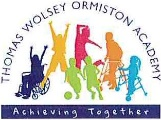 THOMAS WOLSEY ORMISTON ACADEMY
Achieving Together